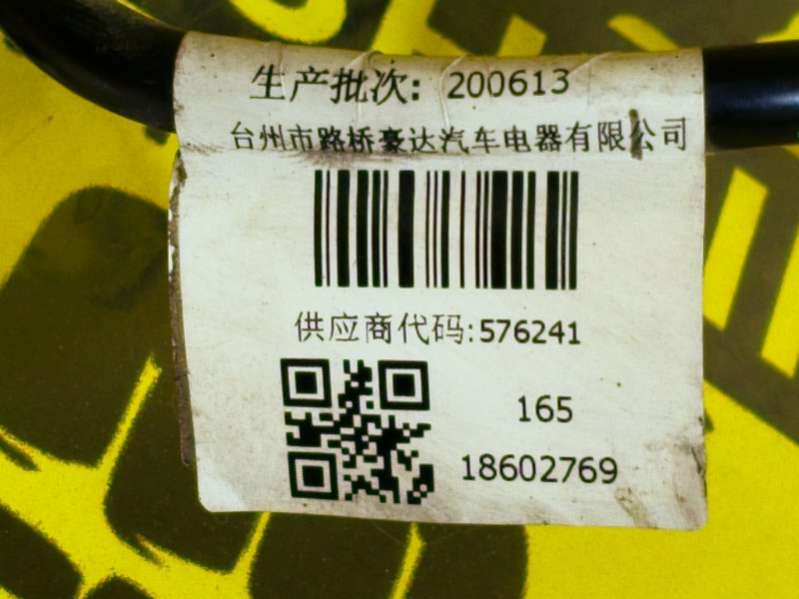 生产批次: 200613
台州市路桥豪达汽车电器有限公司
供应商代码:576241
165
18602769